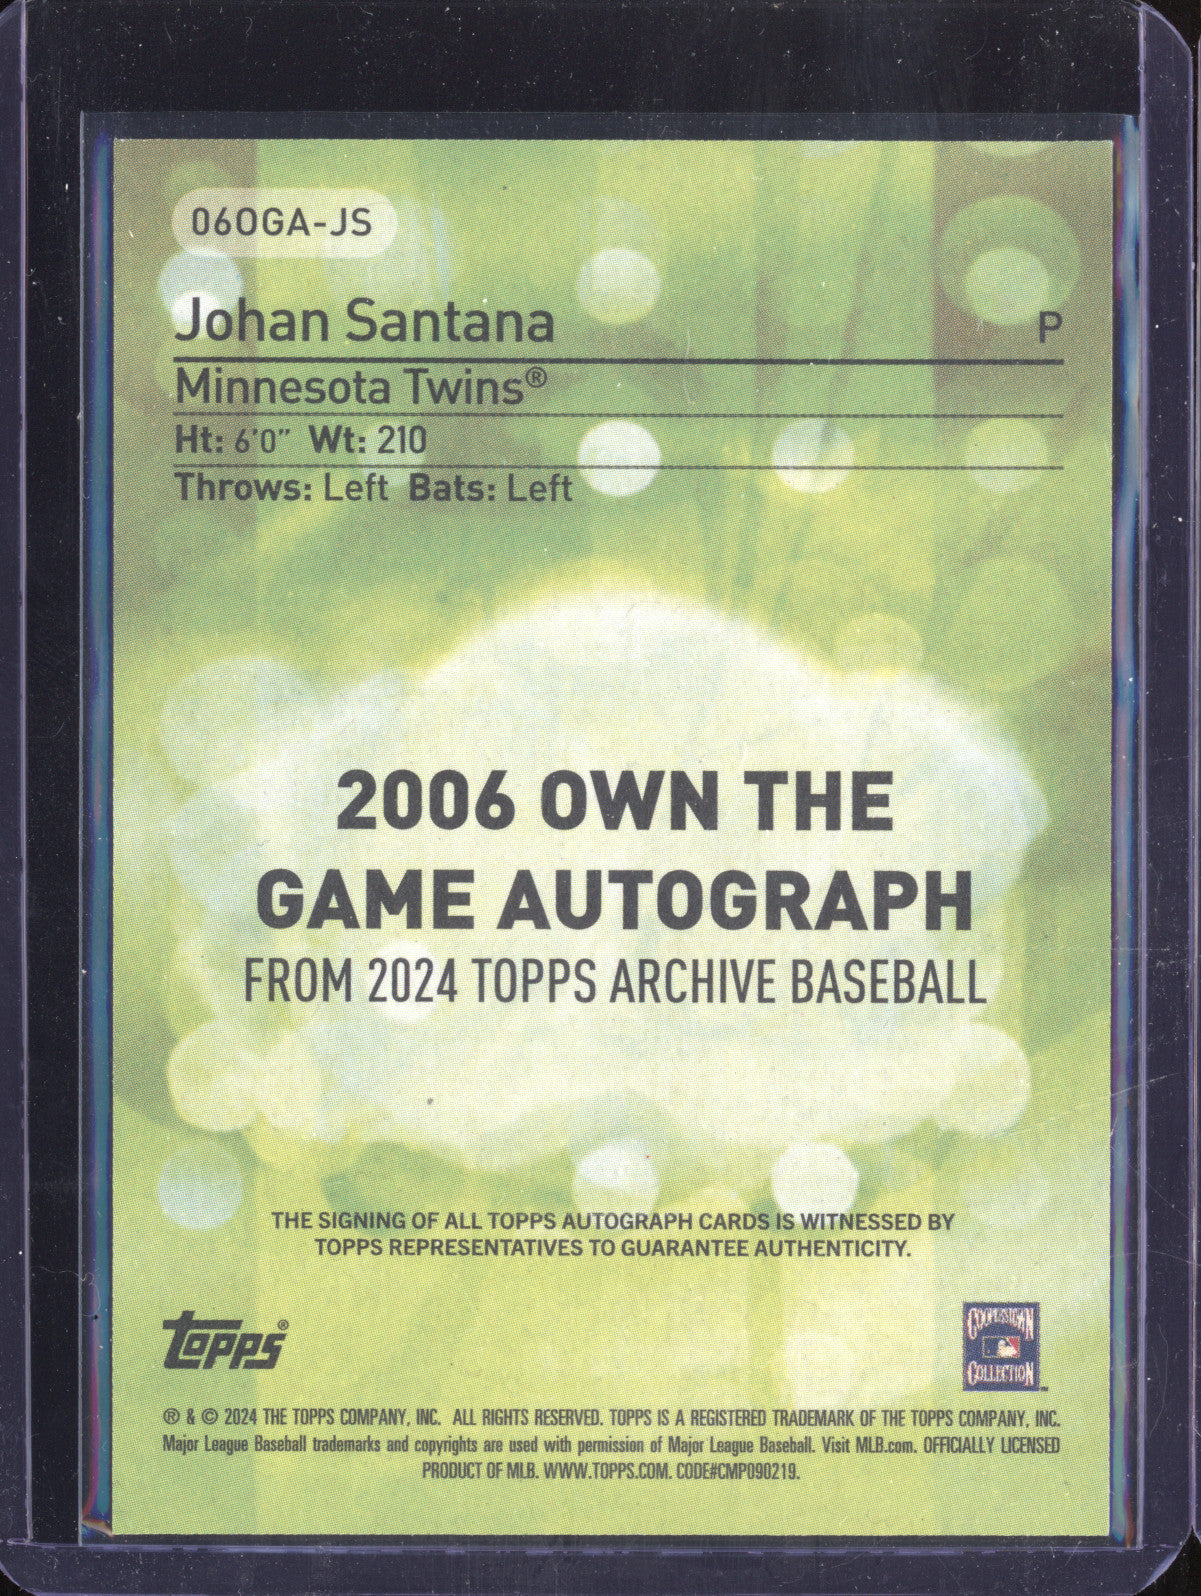 06OGA-JS
Johan Santana P
Minnesota Twins®
Ht: 6'0" Wt: 210
Throws: Left Bats: Left
2006 OWN THE
GAME AUTOGRAPH
FROM 2024 TOPPS ARCHIVE BASEBALL
THE SIGNING OF ALL TOPPS AUTOGRAPH CARDS IS WITNESSED BY
TOPPS REPRESENTATIVES TO GUARANTEE AUTHENTICITY.
topps®
COOPERSTOWN
COLLECTION™
® & © 2024 THE TOPPS COMPANY, INC. ALL RIGHTS RESERVED. TOPPS IS A REGISTERED TRADEMARK OF THE TOPPS COMPANY, INC.
Major League Baseball trademarks and copyrights are used with permission of Major League Baseball. Visit MLB.com. OFFICIALLY LICENSED
PRODUCT OF MLB. WWW.TOPPS.COM. CODE#CMP090219.